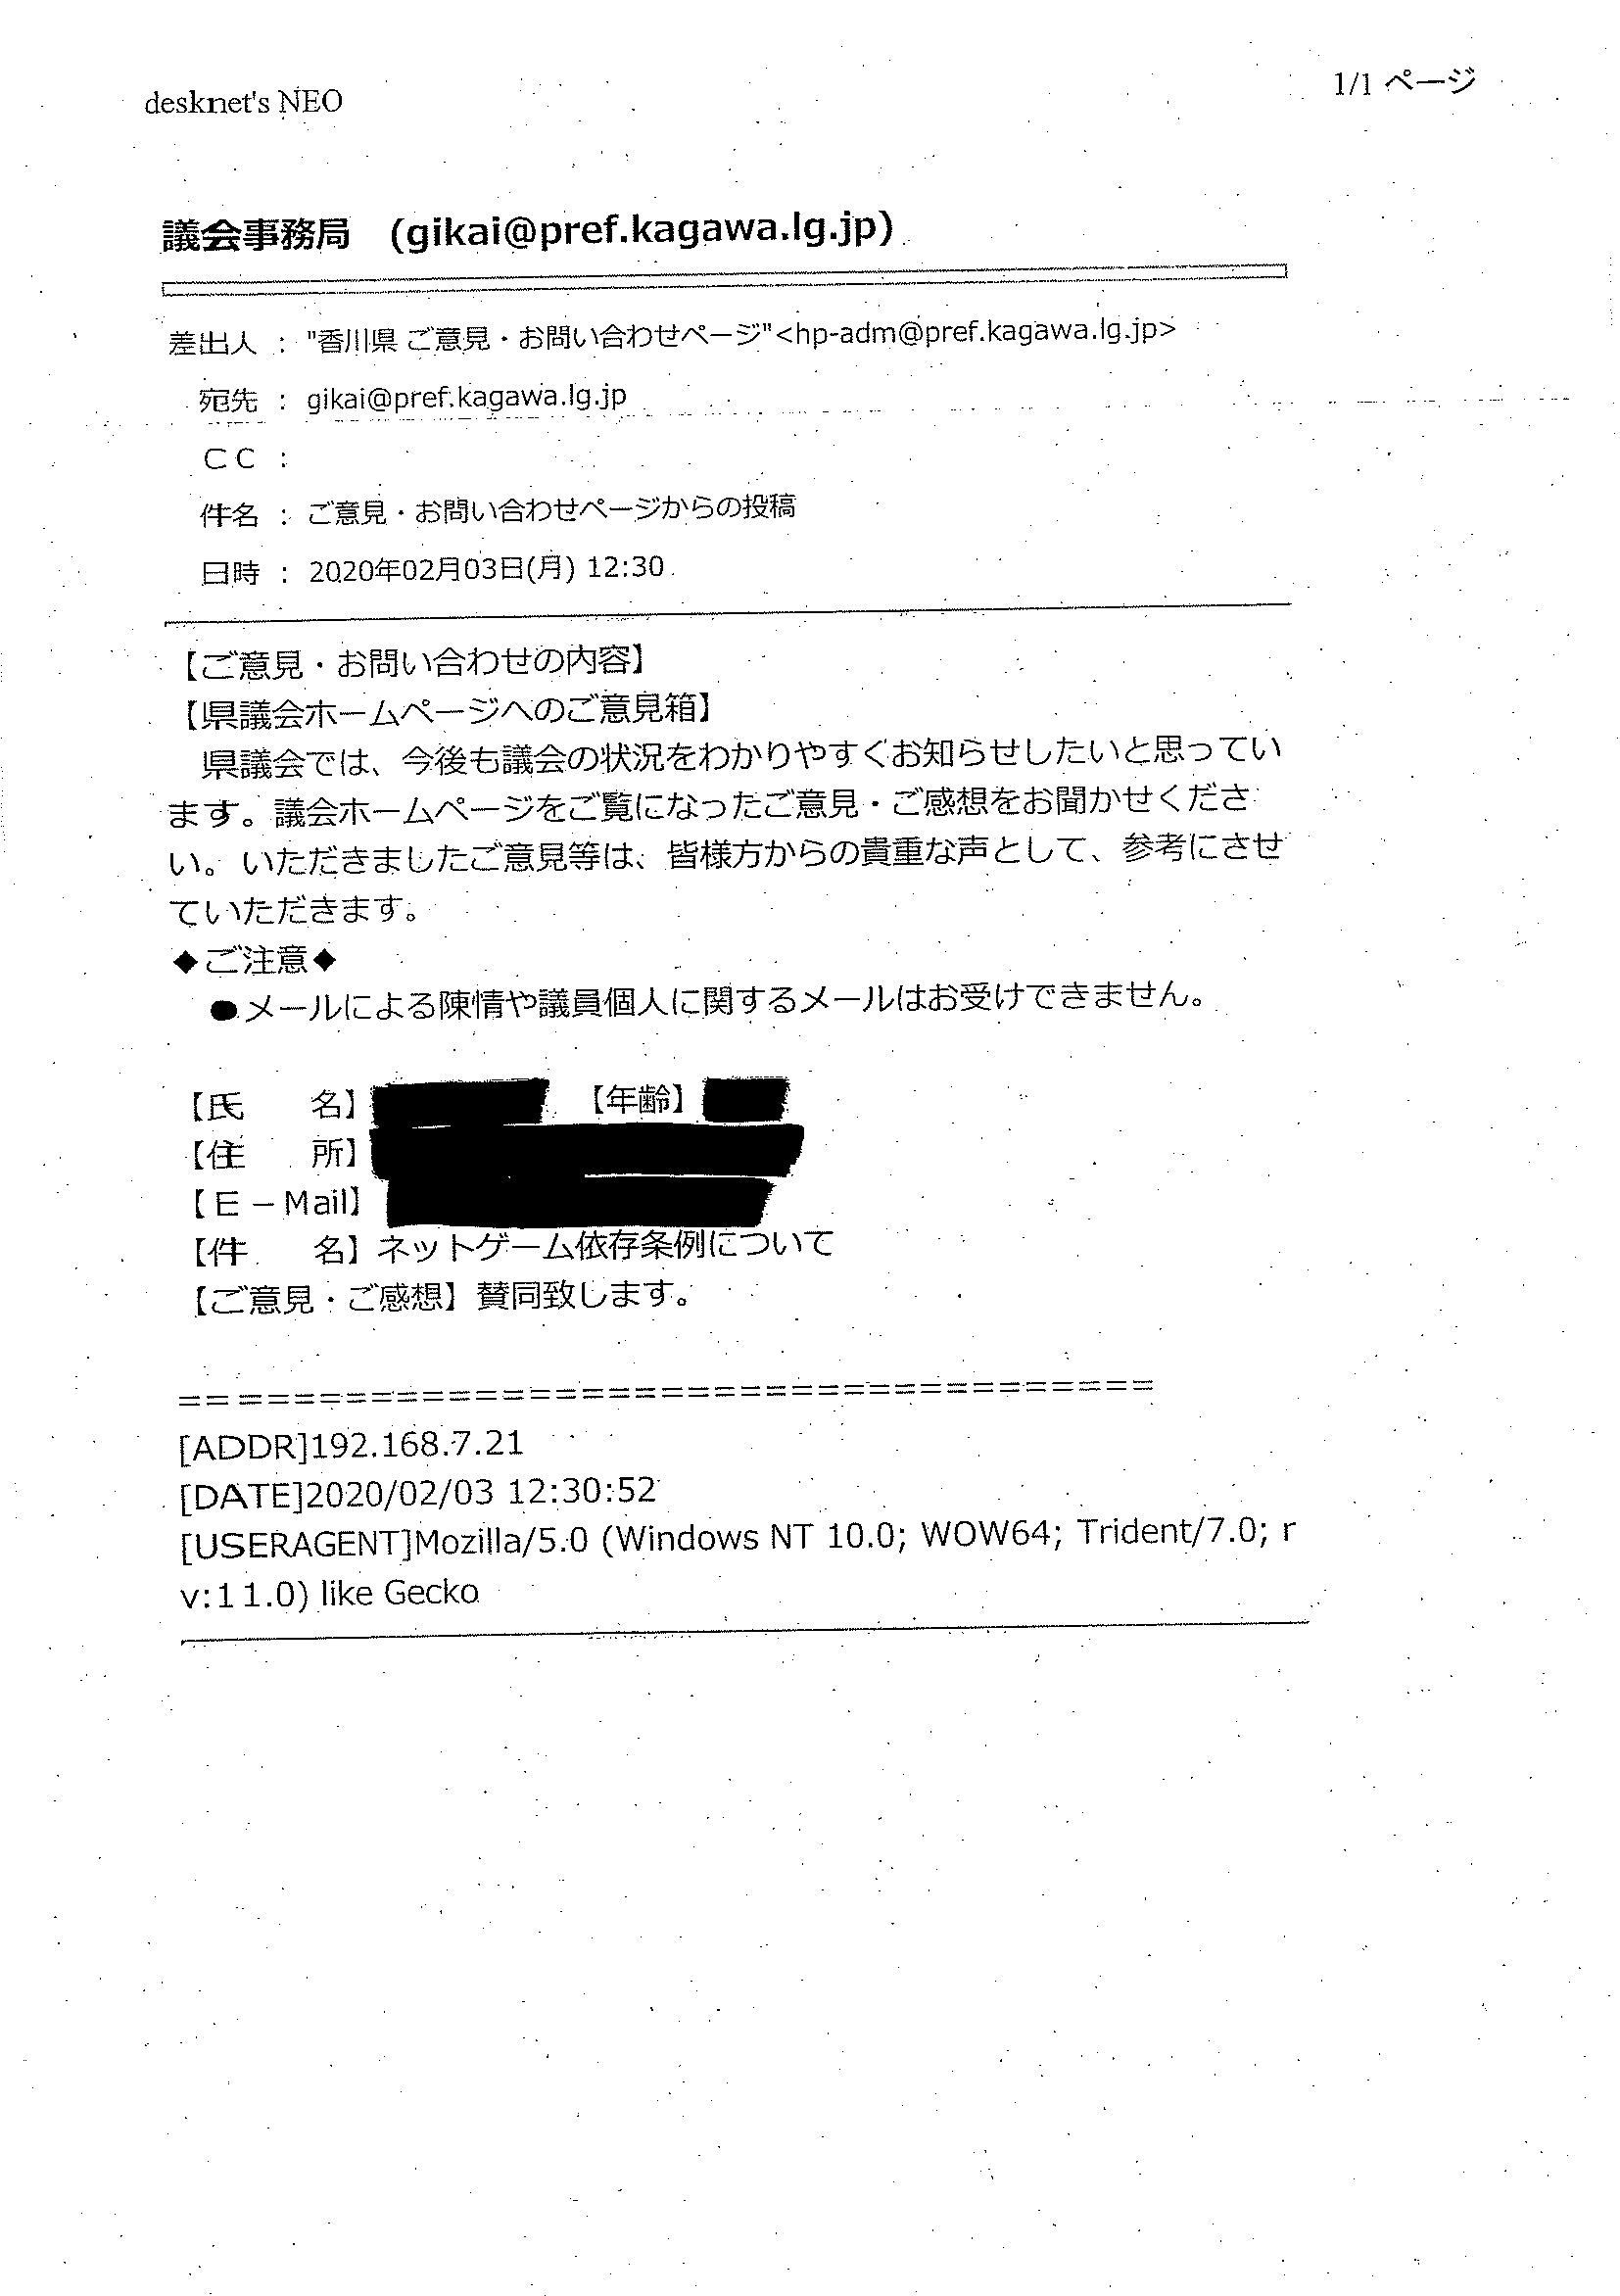 desknet's NEO
1/1 ページ
議会事務局　(gikai@pref.kagawa.lg.jp)
差出人 ： "香川県 ご意見・お問い合わせページ"<hp-adm@pref.kagawa.lg.jp>
宛先 ： gikai@pref.kagawa.lg.jp
ＣＣ ：
件名 ： ご意見・お問い合わせページからの投稿
日時 ： 2020年02月03日(月) 12:30
【ご意見・お問い合わせの内容】
【県議会ホームページへのご意見箱】
　県議会では、今後も議会の状況をわかりやすくお知らせしたいと思ってい
ます。議会ホームページをご覧になったご意見・ご感想をお聞かせくださ
い。いただきましたご意見等は、皆様方からの貴重な声として、参考にさせ
ていただきます。
◆ご注意◆
　●メールによる陳情や議員個人に関するメールはお受けできません。
【氏　　名】　【年齢】
【住　　所】
【Ｅ－Mail】
【件　　名】ネットゲーム依存条例について
【ご意見・ご感想】賛同致します。
=====================================
[ADDR]192.168.7.21
[DATE]2020/02/03 12:30:52
[USERAGENT]Mozilla/5.0 (Windows NT 10.0; WOW64; Trident/7.0; r
v:11.0) like Gecko